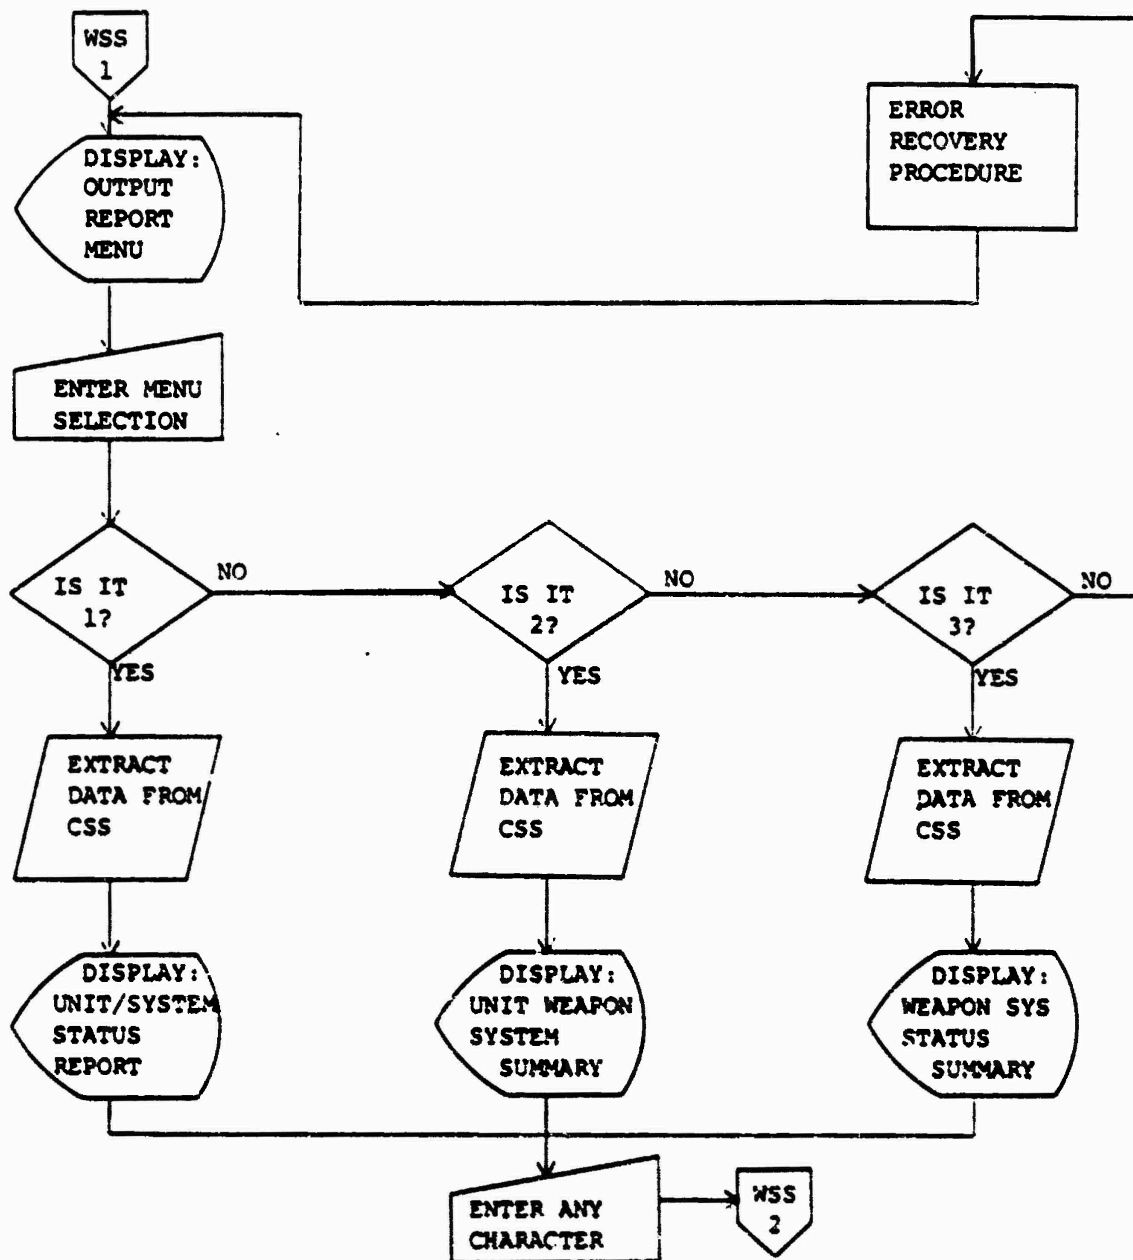 WSS
1
ERROR
RECOVERY
PROCEDURE
DISPLAY:
OUTPUT
REPORT
MENU
ENTER MENU
SELECTION
IS IT
1?
NO
YES
IS IT
2?
NO
YES
IS IT
3?
NO
YES
EXTRACT
DATA FROM
CSS
EXTRACT
DATA FROM
CSS
EXTRACT
DATA FROM
CSS
DISPLAY:
UNIT/SYSTEM
STATUS
REPORT
DISPLAY:
UNIT WEAPON
SYSTEM
SUMMARY
DISPLAY:
WEAPON SYS
STATUS
SUMMARY
ENTER ANY
CHARACTER
WSS
2